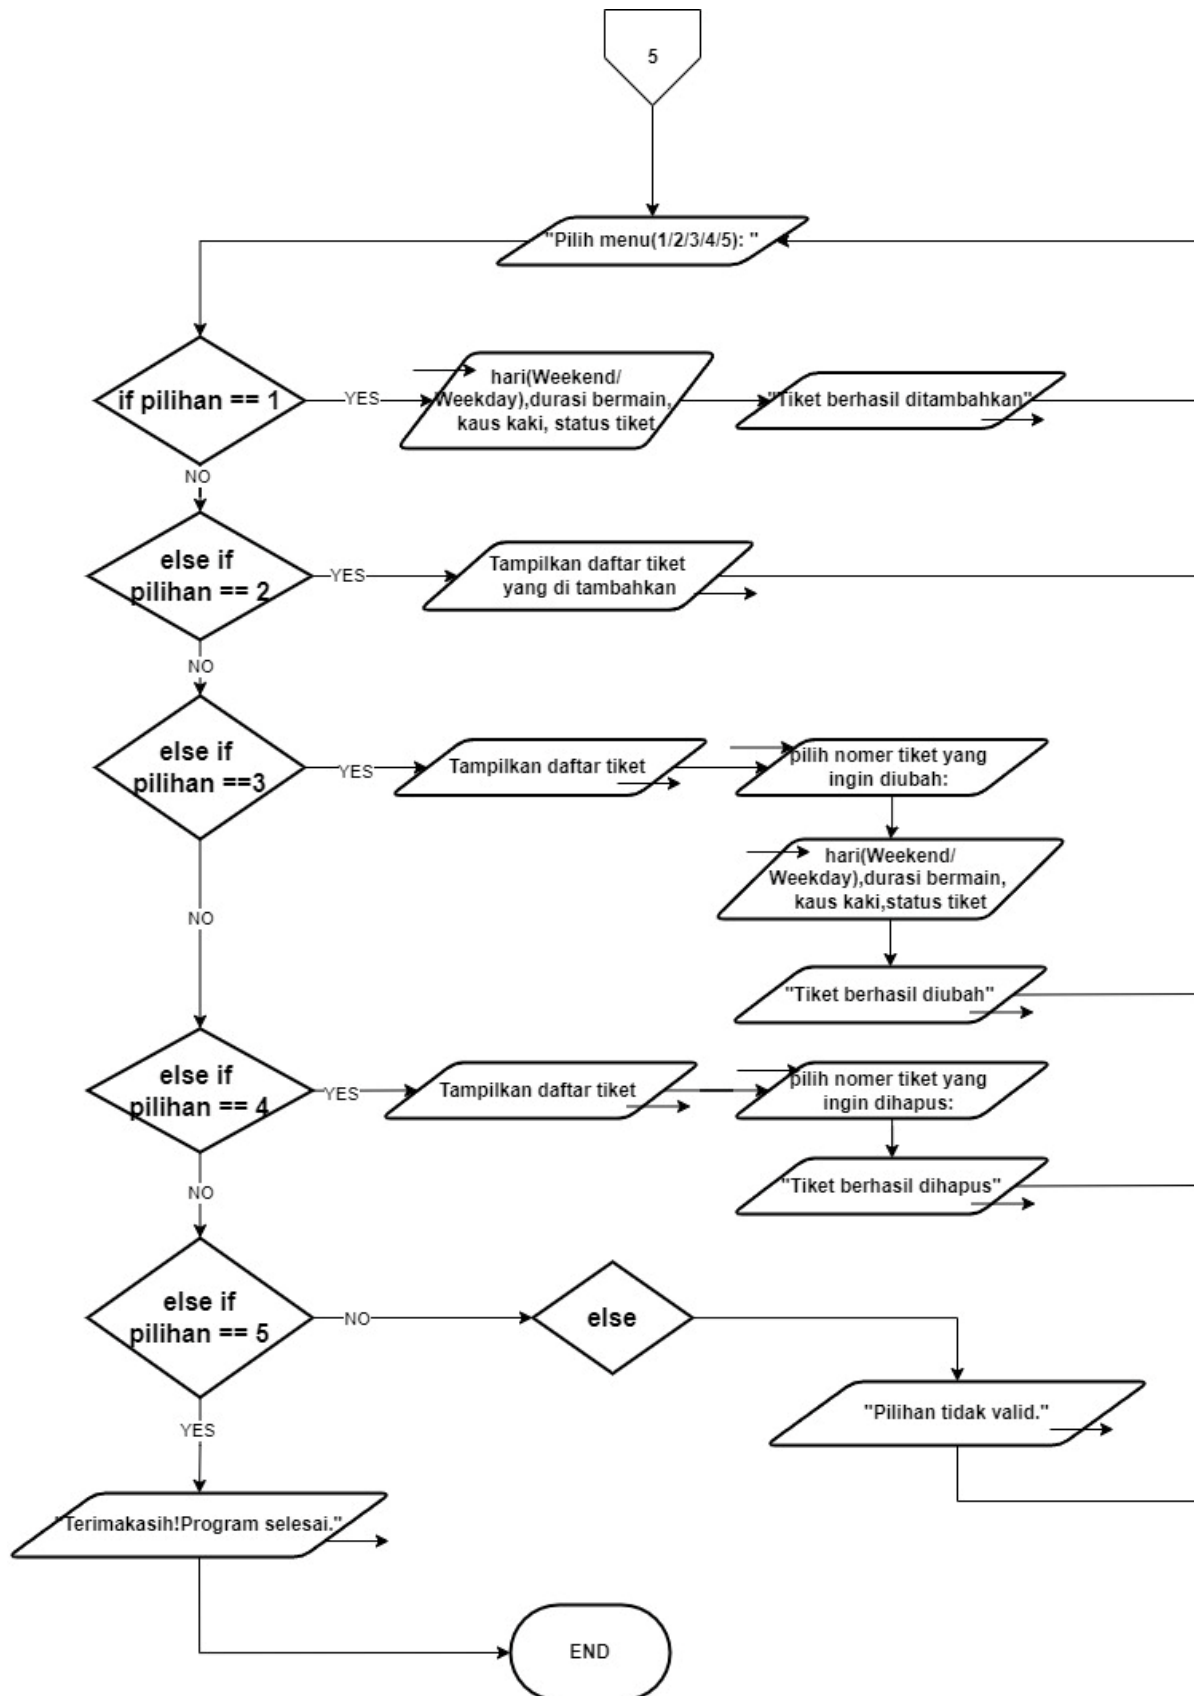 5
"Pilih menu(1/2/3/4/5): "
if pilihan == 1
YES
hari(Weekend/
Weekday),durasi bermain,
kaus kaki, status tiket
"Tiket berhasil ditambahkan"
NO
else if
pilihan == 2
YES
Tampilkan daftar tiket
yang di tambahkan
NO
else if
pilihan ==3
YES
Tampilkan daftar tiket
pilih nomer tiket yang
ingin diubah:
hari(Weekend/
Weekday),durasi bermain,
kaus kaki,status tiket
"Tiket berhasil diubah"
NO
else if
pilihan == 4
YES
Tampilkan daftar tiket
pilih nomer tiket yang
ingin dihapus:
"Tiket berhasil dihapus"
NO
else if
pilihan == 5
NO
else
"Pilihan tidak valid."
YES
"Terimakasih!Program selesai."
END